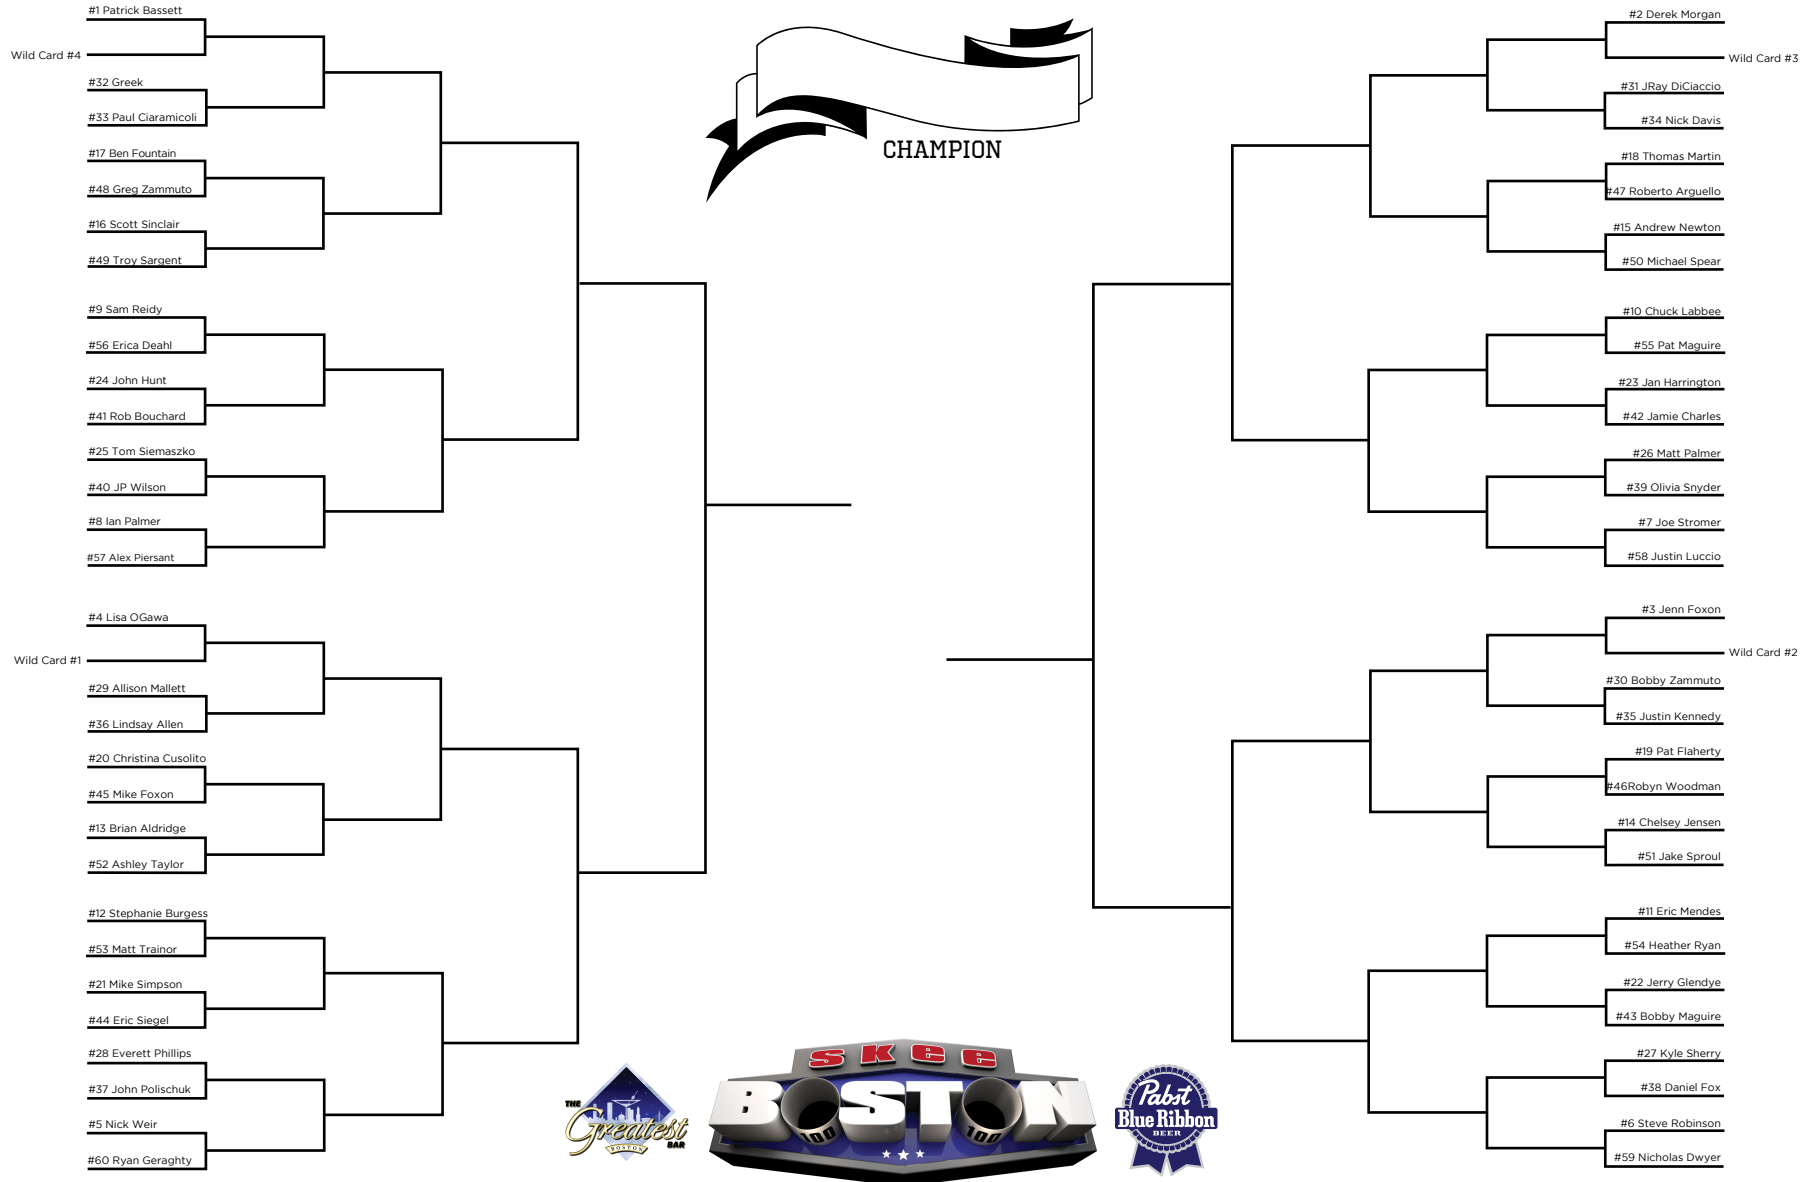 #1 Patrick Bassett
Wild Card #4
#32 Greek
#33 Paul Ciaramicoli
#17 Ben Fountain
#48 Greg Zammuto
#16 Scott Sinclair
#49 Troy Sargent
#9 Sam Reidy
#56 Erica Deahl
#24 John Hunt
#41 Rob Bouchard
#25 Tom Siemaszko
#40 JP Wilson
#8 Ian Palmer
#57 Alex Piersant
#4 Lisa OGawa
Wild Card #1
#29 Allison Mallett
#36 Lindsay Allen
#20 Christina Cusolito
#45 Mike Foxon
#13 Brian Aldridge
#52 Ashley Taylor
#12 Stephanie Burgess
#53 Matt Trainor
#21 Mike Simpson
#44 Eric Siegel
#28 Everett Phillips
#37 John Polischuk
#5 Nick Weir
#60 Ryan Geraghty
CHAMPION
THE
Greatest
BAR
BOSTON
skee
BOSTON
100
100
Pabst
Blue Ribbon
BEER
#2 Derek Morgan
Wild Card #3
#31 JRay DiCiaccio
#34 Nick Davis
#18 Thomas Martin
#47 Roberto Arguello
#15 Andrew Newton
#50 Michael Spear
#10 Chuck Labbee
#55 Pat Maguire
#23 Jan Harrington
#42 Jamie Charles
#26 Matt Palmer
#39 Olivia Snyder
#7 Joe Stromer
#58 Justin Luccio
#3 Jenn Foxon
Wild Card #2
#30 Bobby Zammuto
#35 Justin Kennedy
#19 Pat Flaherty
#46Robyn Woodman
#14 Chelsey Jensen
#51 Jake Sproul
#11 Eric Mendes
#54 Heather Ryan
#22 Jerry Glendye
#43 Bobby Maguire
#27 Kyle Sherry
#38 Daniel Fox
#6 Steve Robinson
#59 Nicholas Dwyer